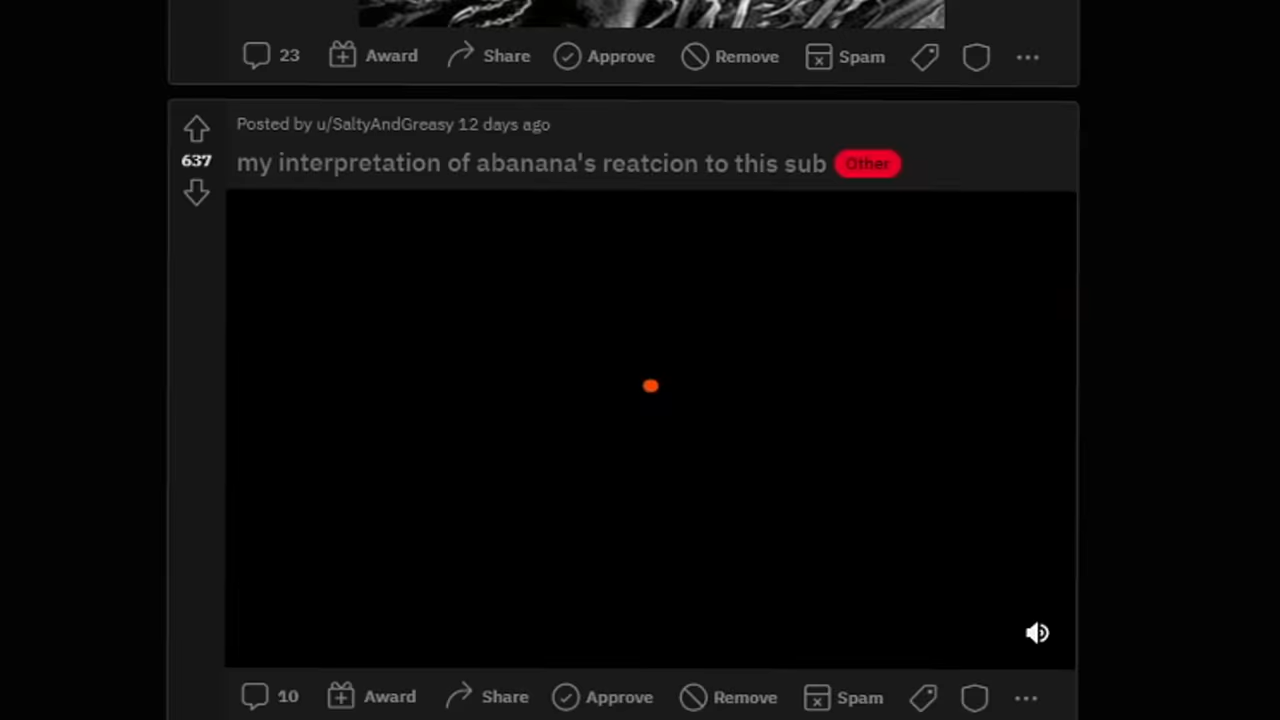 23 Award Share Approve Remove Spam
Posted by u/SaltyAndGreasy 12 days ago
637
my interpretation of abanana's reatcion to this sub Other
10 Award Share Approve Remove Spam